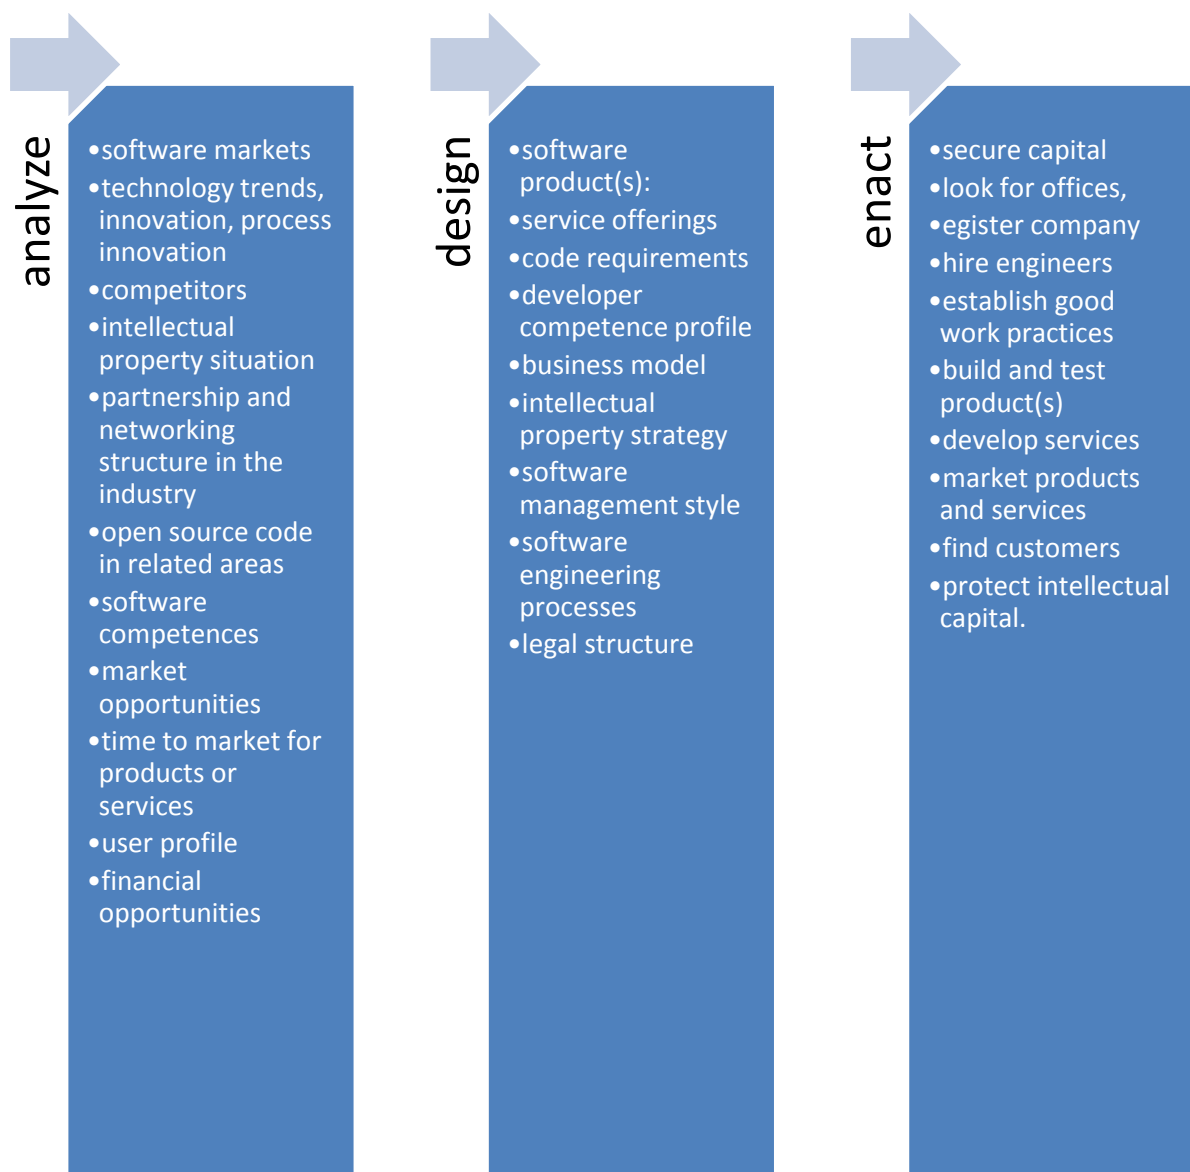 analyze
•software markets
•technology trends,
innovation, process
innovation
•competitors
•intellectual
property situation
•partnership and
networking
structure in the
industry
•open source code
in related areas
•software
competences
•market
opportunities
•time to market for
products or
services
•user profile
•financial
opportunities
design
•software
product(s):
•service offerings
•code requirements
•developer
competence profile
•business model
•intellectual
property strategy
•software
management style
•software
engineering
processes
•legal structure
enact
•secure capital
•look for offices,
•egister company
•hire engineers
•establish good
work practices
•build and test
product(s)
•develop services
•market products
and services
•find customers
•protect intellectual
capital.